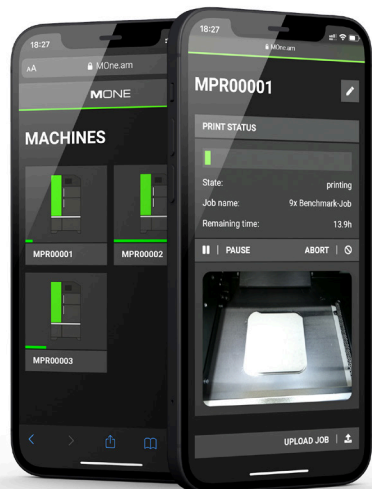 18:27
AA MOne.am
MONE
MACHINES
MPR00001
MPR00002
MPR00003
18:27
MOne.am
MPR00001
PRINT STATUS
State: printing
Job name: 9x Benchmark-Job
Remaining time: 13.9h
PAUSE ABORT
UPLOAD JOB